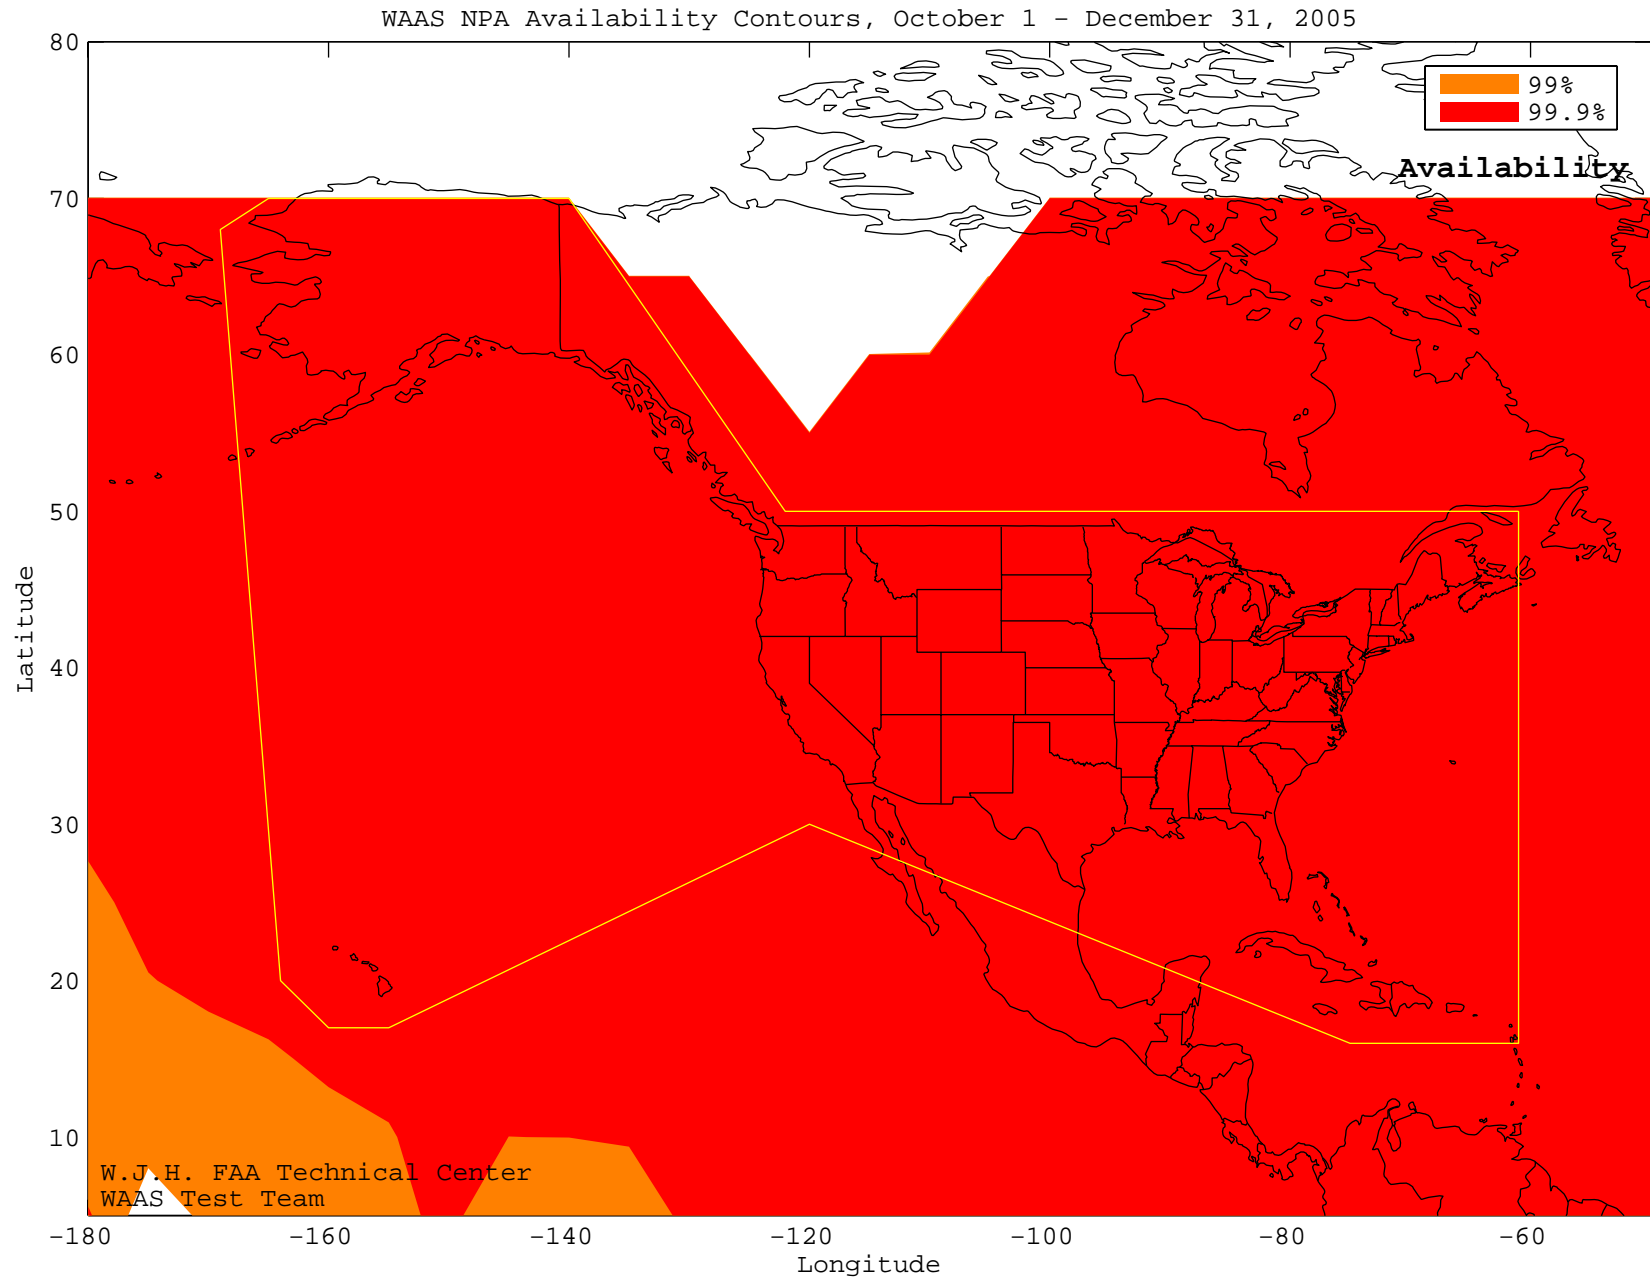 WAAS NPA Availability Contours, October 1 - December 31, 2005
80
70
60
50
40
30
20
10
Latitude
99%
99.9%
Availability
W.J.H. FAA Technical Center
WAAS Test Team
-180 -160 -140 -120 -100 -80 -60
Longitude